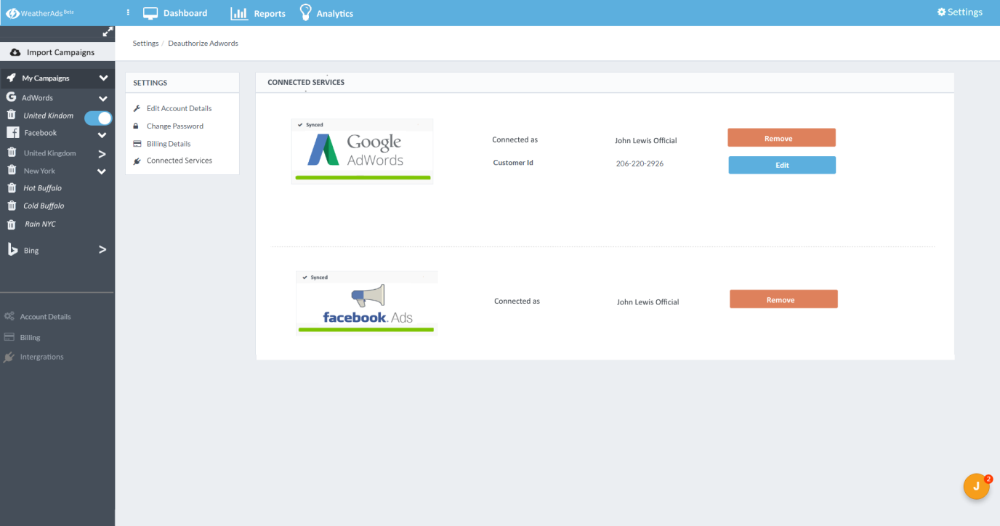 WeatherAds Beta
Dashboard
Reports
Analytics
Settings
Import Campaigns
My Campaigns
AdWords
United Kindom
Facebook
United Kingdom
New York
Hot Buffalo
Cold Buffalo
Rain NYC
Bing
Account Details
Billing
Intergrations
Settings / Deauthorize Adwords
SETTINGS
Edit Account Details
Change Password
Billing Details
Connected Services
CONNECTED SERVICES
Synced
Google
AdWords
Connected as John Lewis Official Remove
Customer Id 206-220-2926 Edit
Synced
facebook. Ads
Connected as John Lewis Official Remove
J
2